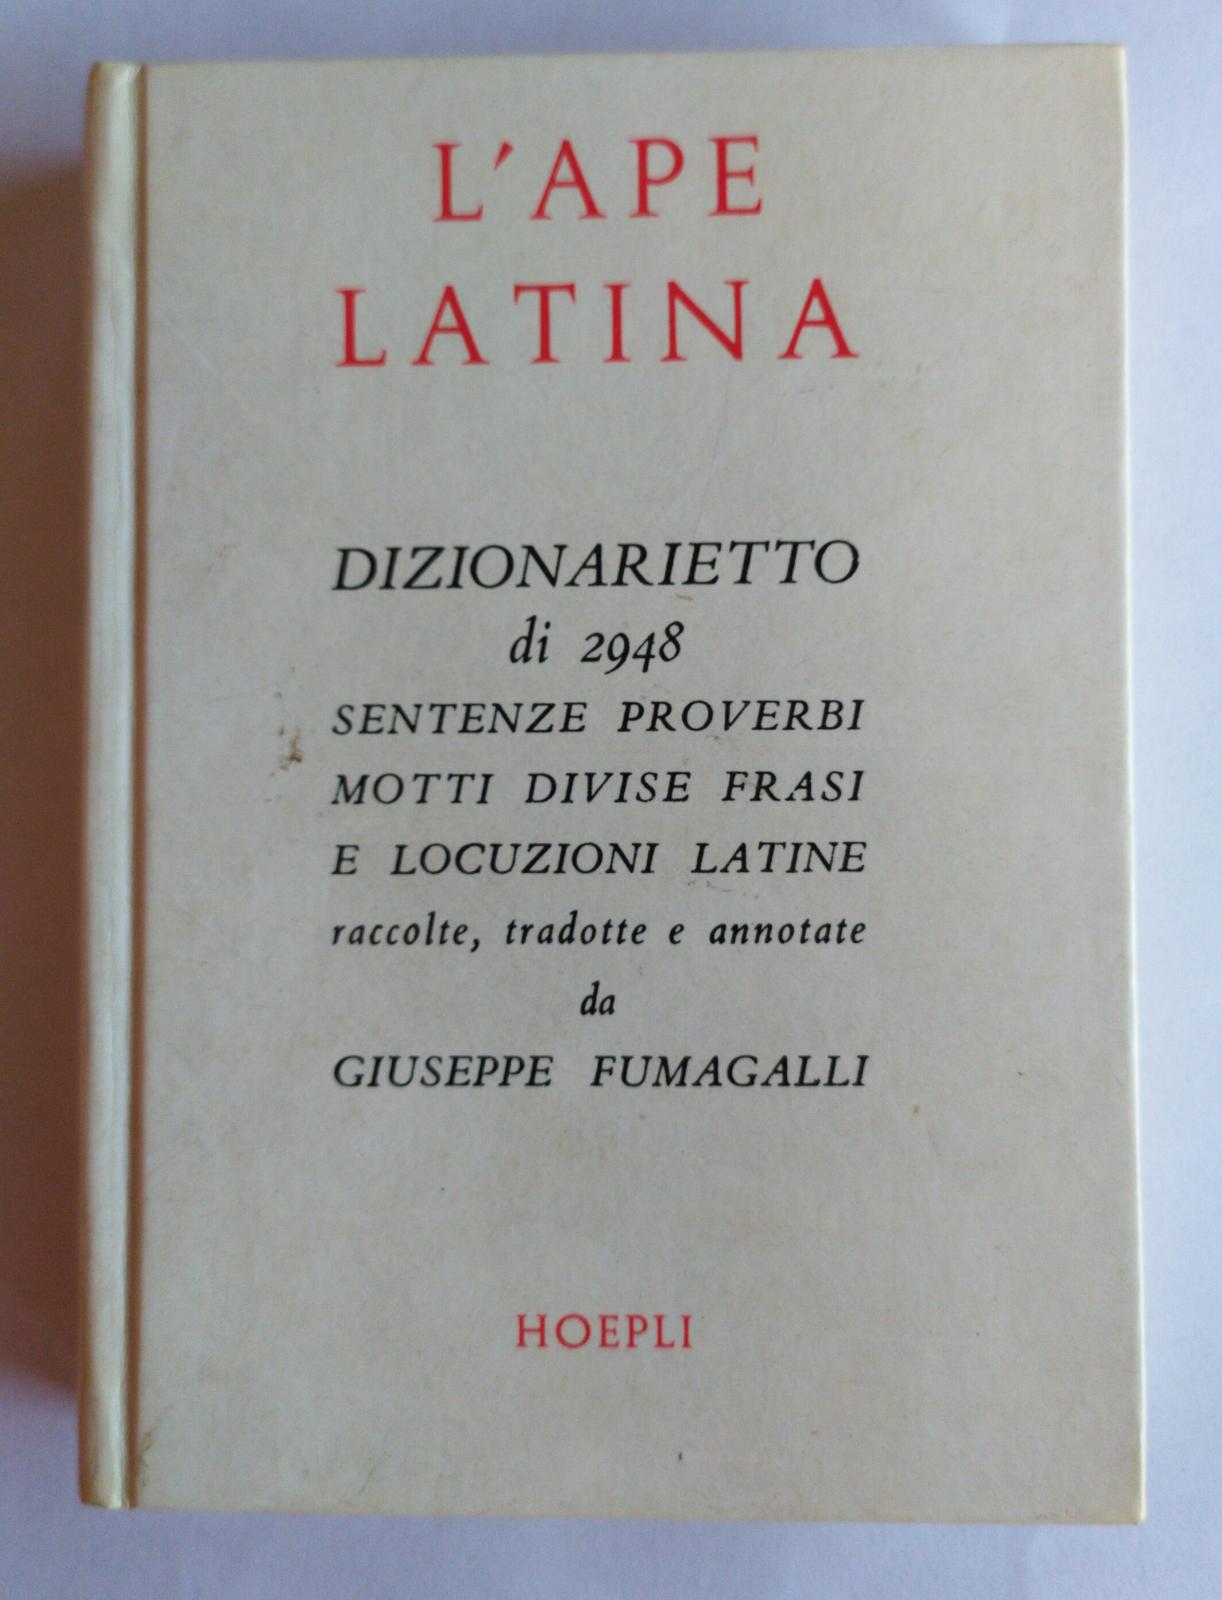 L'APE
LATINA
DIZIONARIETTO
di 2948
SENTENZE PROVERBI
MOTTI DIVISE FRASI
E LOCUZIONI LATINE
raccolte, tradotte e annotate
da
GIUSEPPE FUMAGALLI
HOEPLI